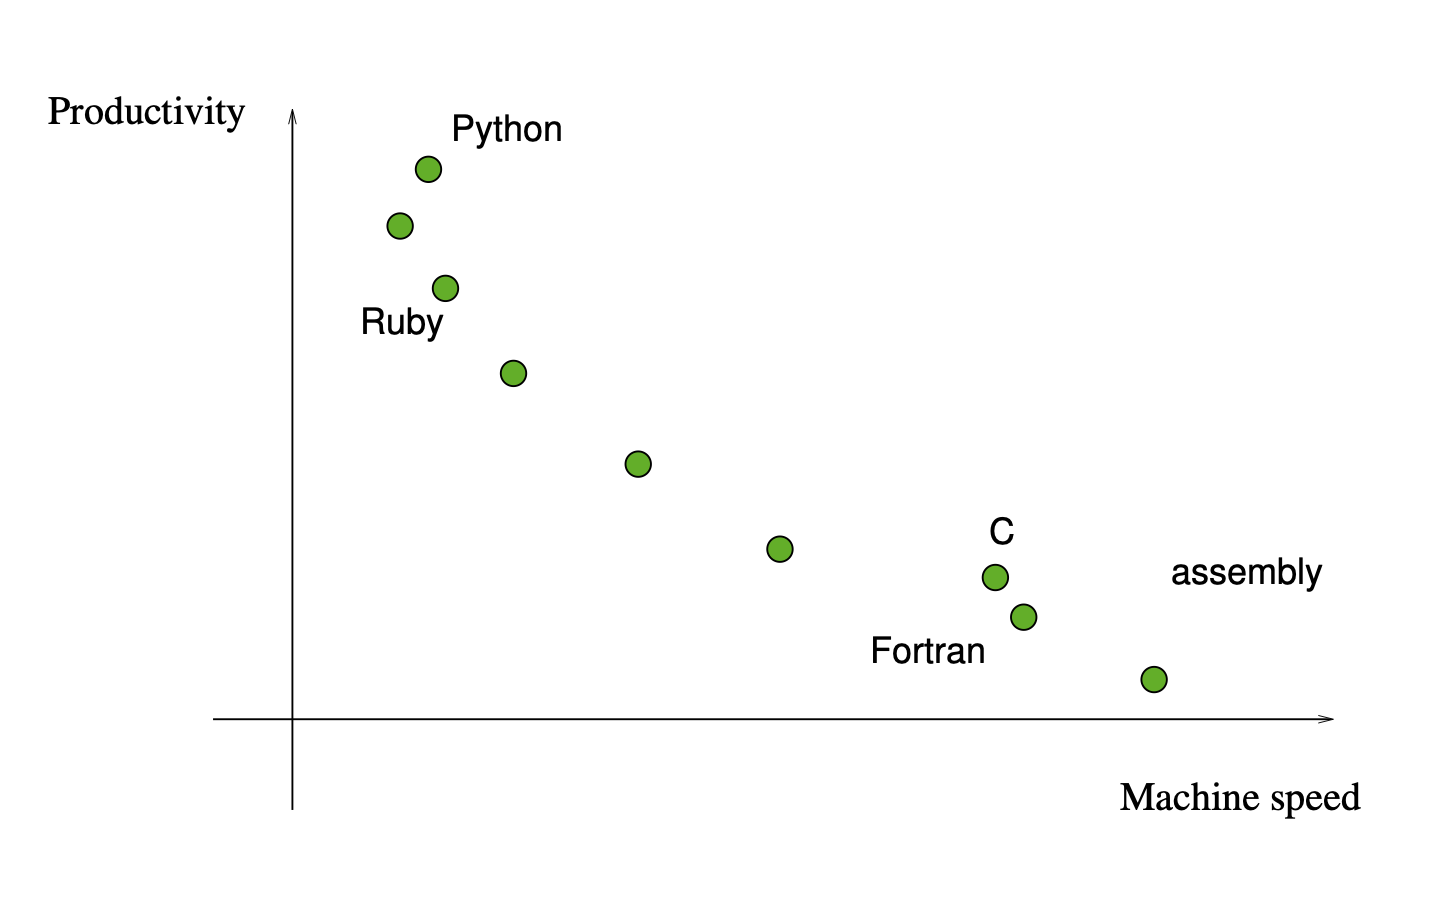 Productivity
Python
Ruby
C
assembly
Fortran
Machine speed